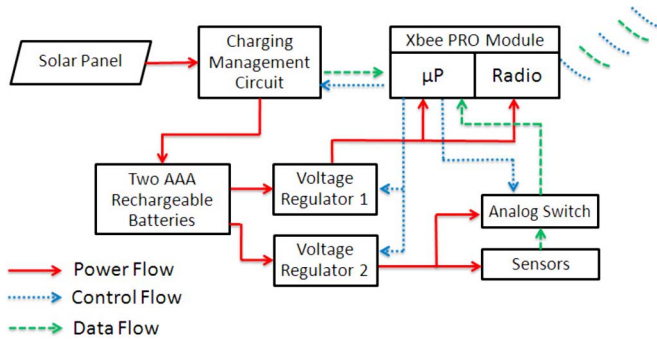 Solar Panel
Charging
Management
Circuit
Xbee PRO Module
µP
Radio
Two AAA
Rechargeable
Batteries
Voltage
Regulator 1
Analog Switch
Voltage
Regulator 2
Sensors
Power Flow
Control Flow
Data Flow